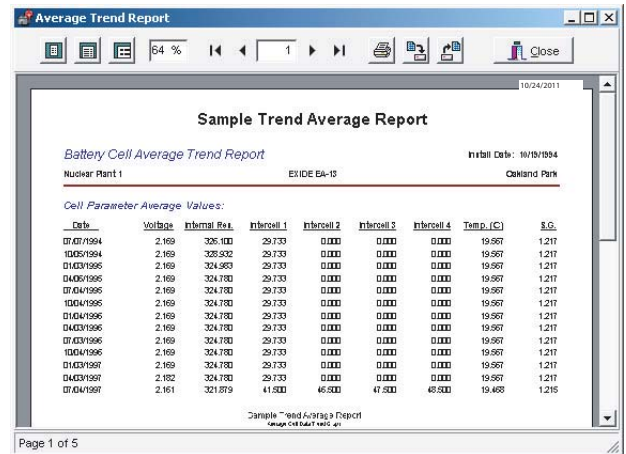 Average Trend Report
64 % 1 Close
10/24/2011
Sample Trend Average Report
Battery Cell Average Trend Report Install Date: 10/19/1994
Nuclear Plant 1 EXIDE EA-13 Oakland Park
Cell Parameter Average Values:
Date Voltage Internal Res. Intercell 1 Intercell 2 Intercell 3 Intercell 4 Temp. (C) S.G.
07/07/1994 2.169 326.100 29.733 0.000 0.000 0.000 19.567 1.217
10/05/1994 2.169 328.932 29.733 0.000 0.000 0.000 19.567 1.217
01/03/1995 2.169 324.983 29.733 0.000 0.000 0.000 19.567 1.217
04/05/1995 2.169 324.780 29.733 0.000 0.000 0.000 19.567 1.217
07/04/1995 2.169 324.780 29.733 0.000 0.000 0.000 19.567 1.217
10/04/1995 2.169 324.780 29.733 0.000 0.000 0.000 19.567 1.217
01/04/1996 2.169 324.780 29.733 0.000 0.000 0.000 19.567 1.217
04/03/1996 2.169 324.780 29.733 0.000 0.000 0.000 19.567 1.217
07/03/1996 2.169 324.780 29.733 0.000 0.000 0.000 19.567 1.217
10/04/1996 2.169 324.780 29.733 0.000 0.000 0.000 19.567 1.217
01/03/1997 2.169 324.780 29.733 0.000 0.000 0.000 19.567 1.217
04/03/1997 2.182 324.780 29.733 0.000 0.000 0.000 19.567 1.217
07/04/1997 2.161 321.879 41.500 46.500 47.500 48.500 19.468 1.215
Sample Trend Average Report
Average Cell Data Trend Graph
Page 1 of 5